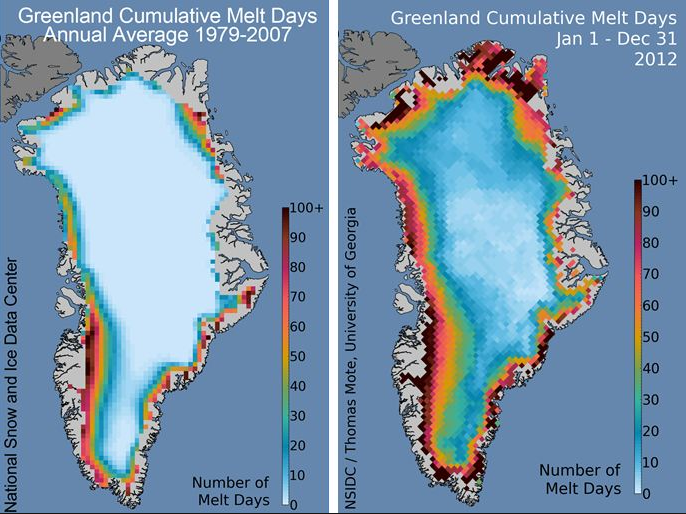 Greenland Cumulative Melt Days
Annual Average 1979-2007
National Snow and Ice Data Center
100+
90
80
70
60
50
40
30
20
10
0
Number of
Melt Days
Greenland Cumulative Melt Days
Jan 1 - Dec 31
2012
NSIDC / Thomas Mote, University of Georgia
100+
90
80
70
60
50
40
30
20
10
0
Number of
Melt Days